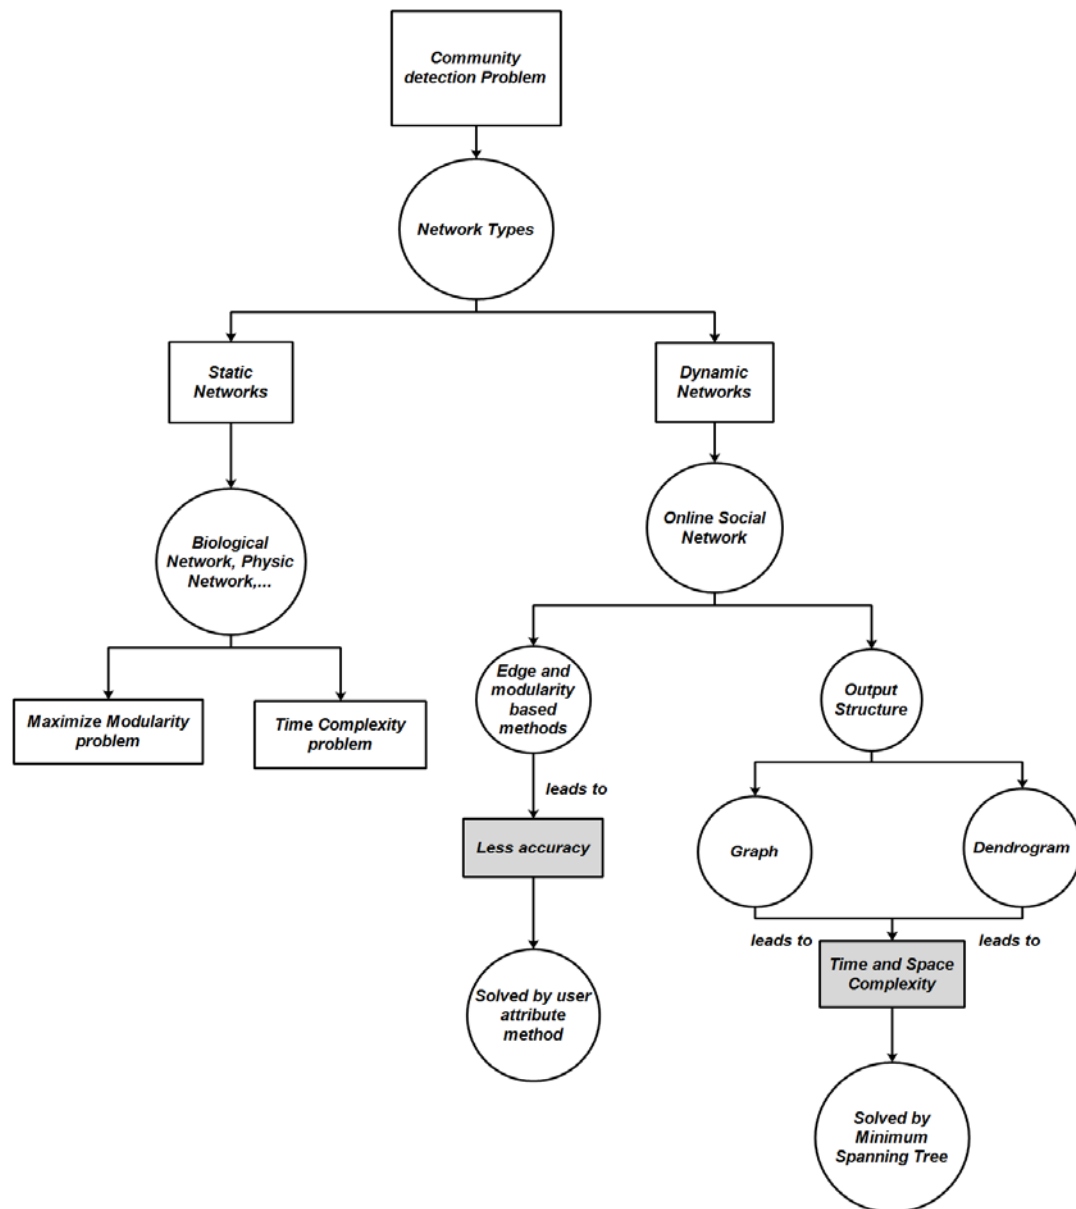 Community
detection Problem
Network Types
Static
Networks
Dynamic
Networks
Biological
Network, Physic
Network,...
Online Social
Network
Maximize Modularity
problem
Time Complexity
problem
Edge and
modularity
based
methods
Output
Structure
leads to
Less accuracy
Graph
Dendrogram
leads to
leads to
Time and Space
Complexity
Solved by user
attribute
method
Solved by
Minimum
Spanning Tree